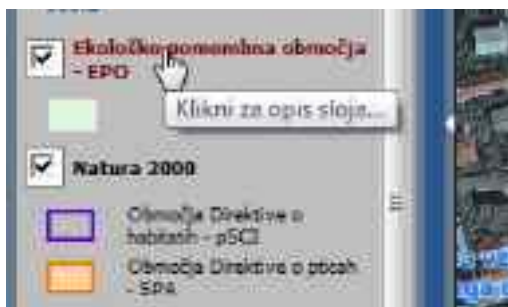 Ekološko pomembna območja
- EPO
Klikni za opis sloja...
Natura 2000
Območja Direktive o
habitatih - pSCI
Območja Direktive o pticah
- SPA